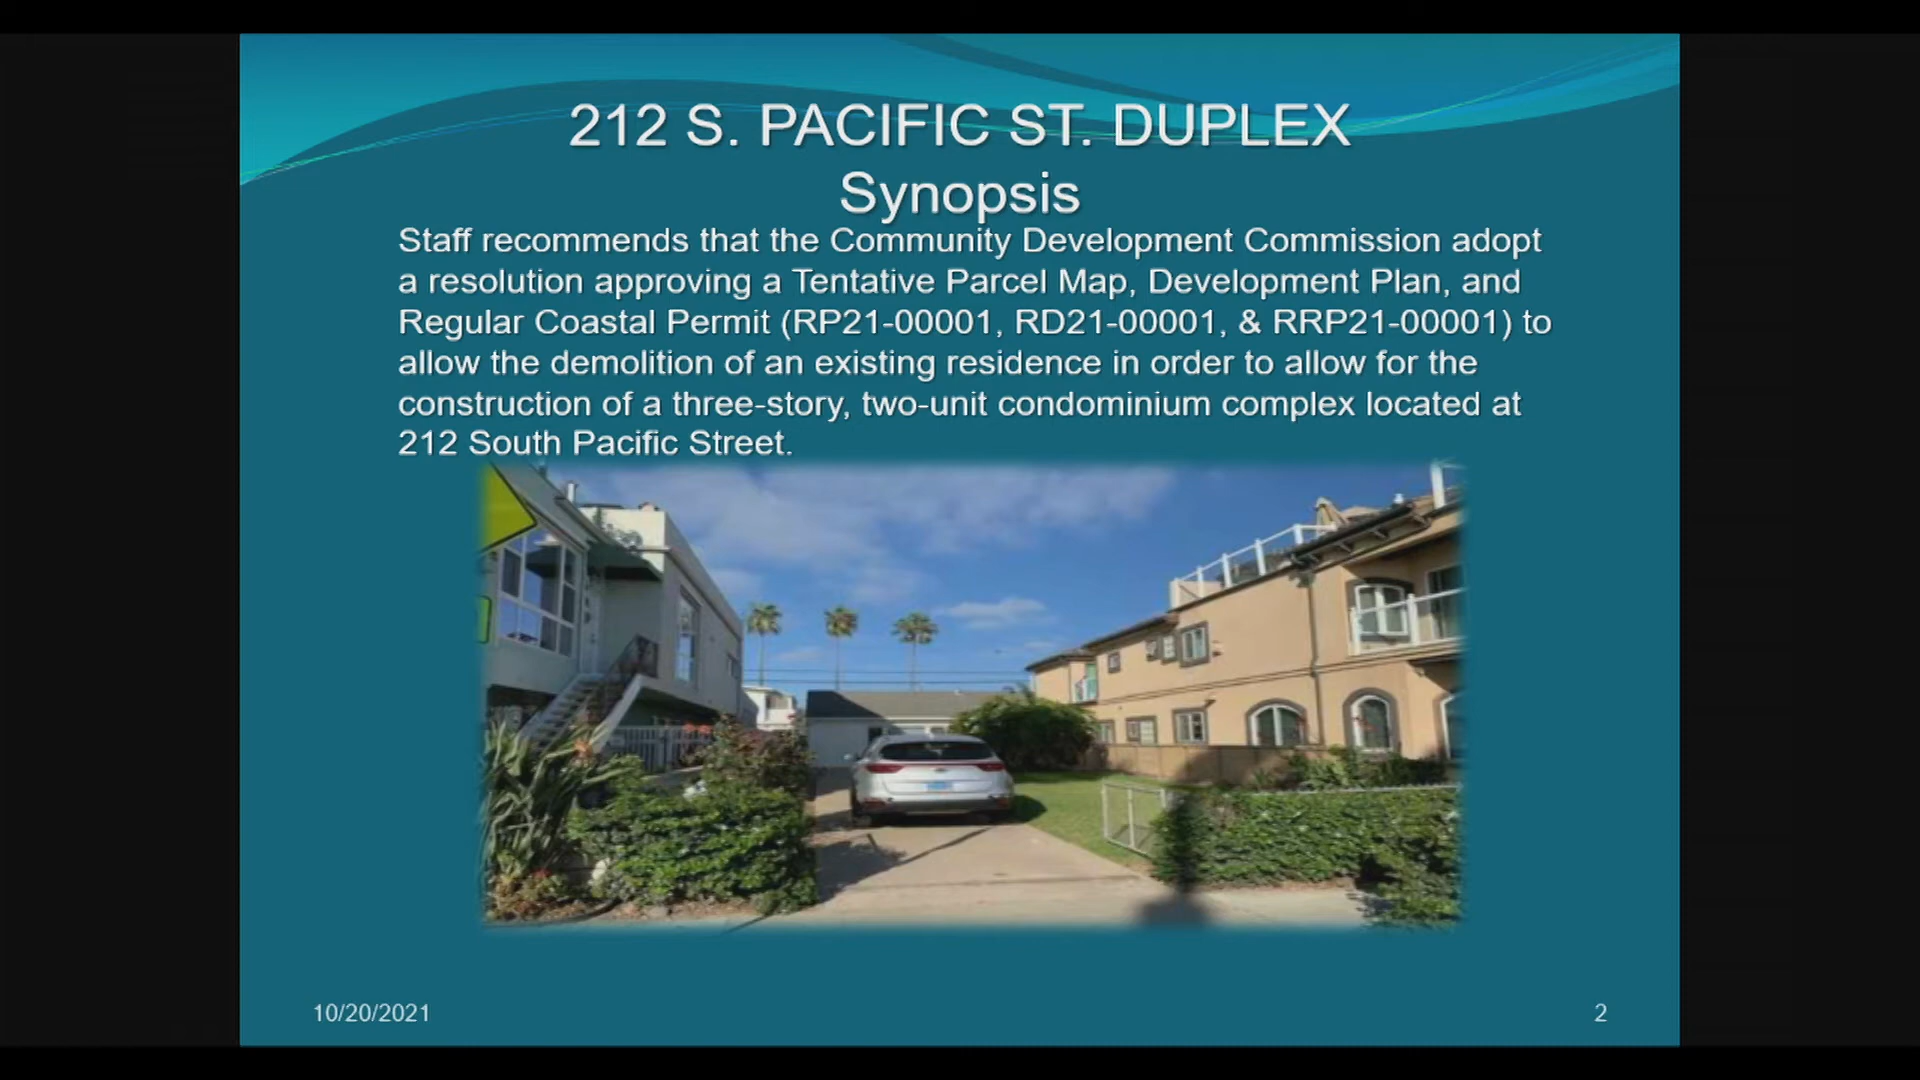 212 S. PACIFIC ST. DUPLEX
Synopsis
Staff recommends that the Community Development Commission adopt
a resolution approving a Tentative Parcel Map, Development Plan, and
Regular Coastal Permit (RP21-00001, RD21-00001, & RRP21-00001) to
allow the demolition of an existing residence in order to allow for the
construction of a three-story, two-unit condominium complex located at
212 South Pacific Street.
10/20/2021
2